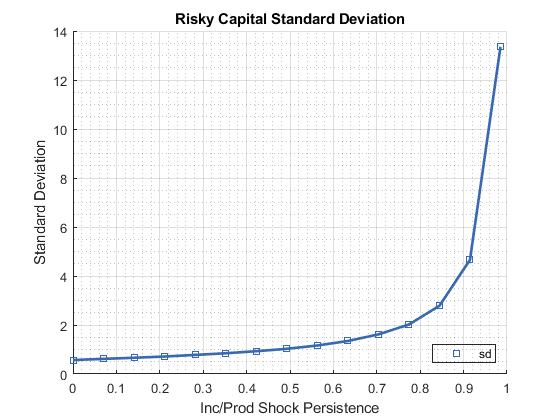 Risky Capital Standard Deviation
14
12
10
8
6
4
2
0
Standard Deviation
sd
0 0.1 0.2 0.3 0.4 0.5 0.6 0.7 0.8 0.9 1
Inc/Prod Shock Persistence